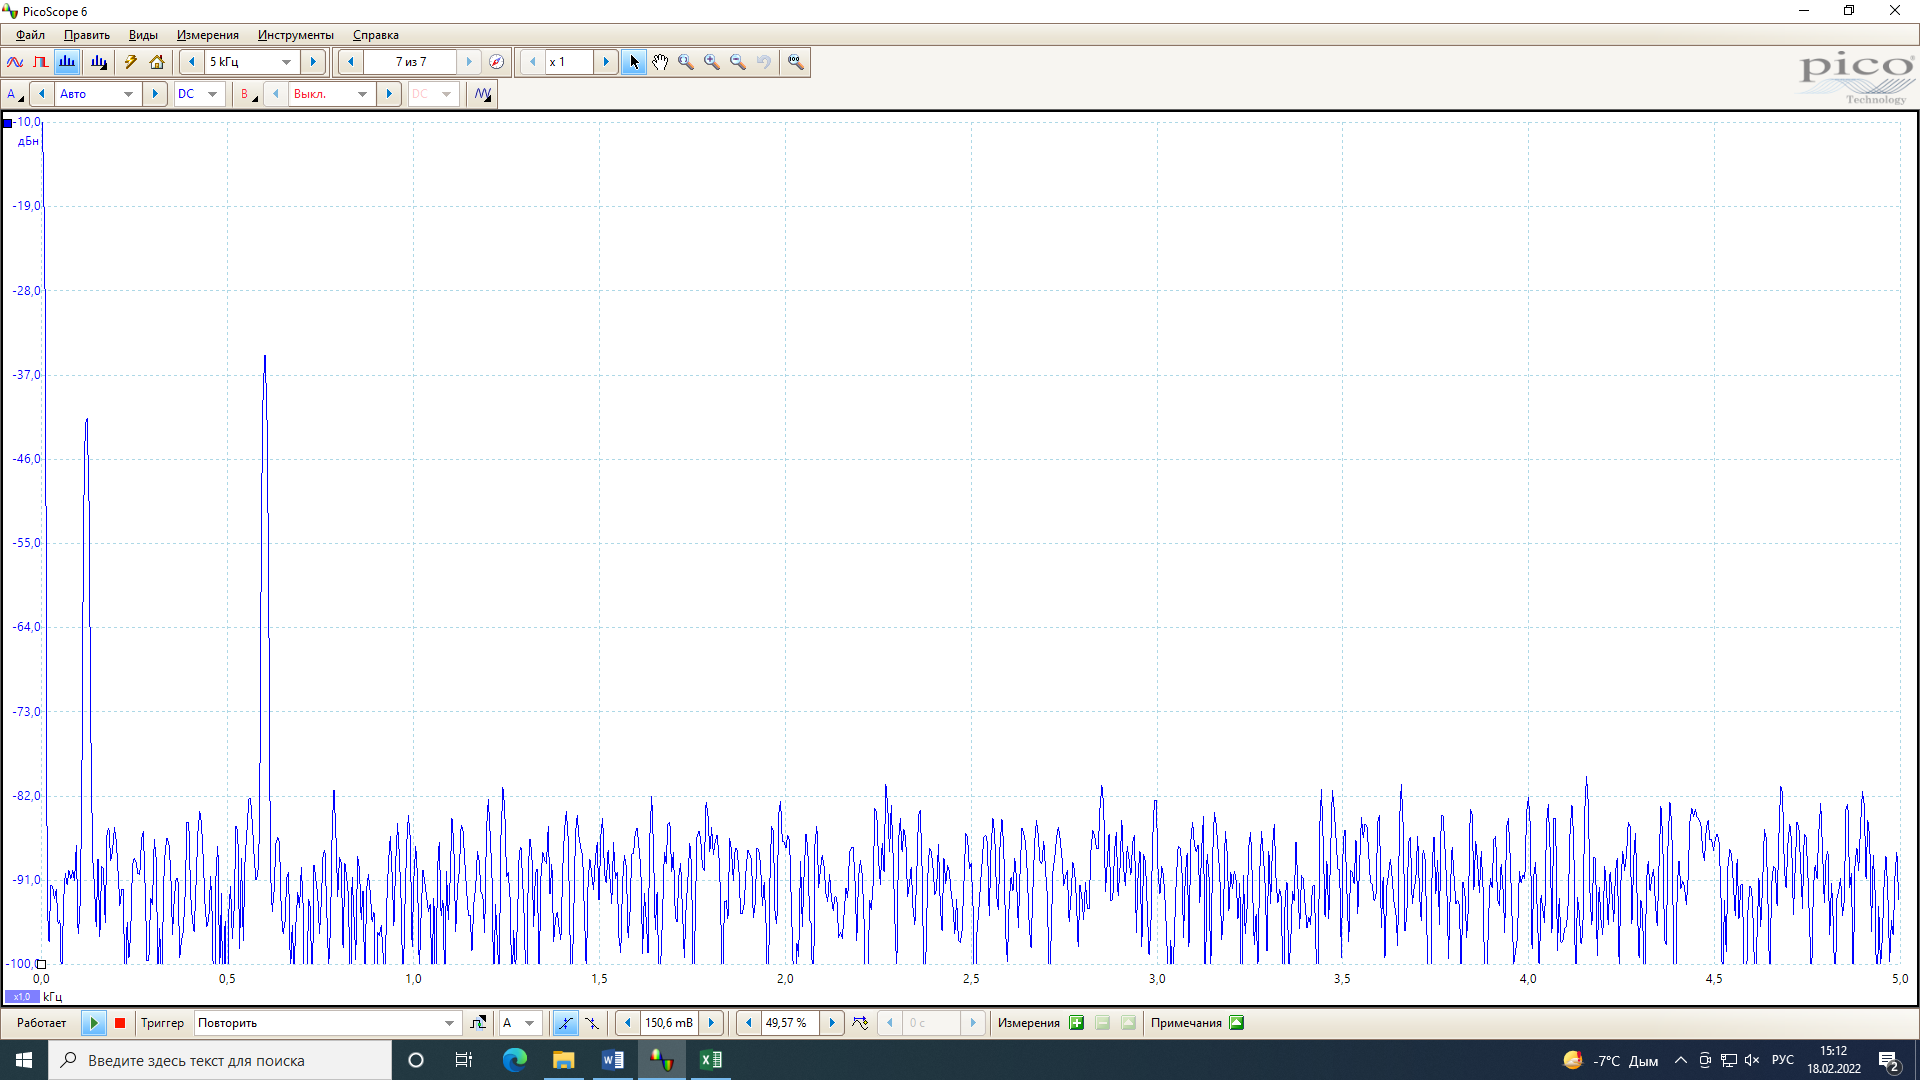 PicoScope 6
Файл Править Виды Измерения Инструменты Справка
5 kГц 7 из 7 x 1
pico
Technology
A Авто DC B Выкл. DC
-10,0
дБн
-19,0
-28,0
-37,0
-46,0
-55,0
-64,0
-73,0
-82,0
-91,0
-100,0
0,0 0,5 1,0 1,5 2,0 2,5 3,0 3,5 4,0 4,5 5,0
x1.0 кГц
Работает Триггер Повторить A 150,6 mВ 49,57 % 0 с Измерения Примечания
Введите здесь текст для поиска
-7°C Дым РУС 15:12
18.02.2022 2